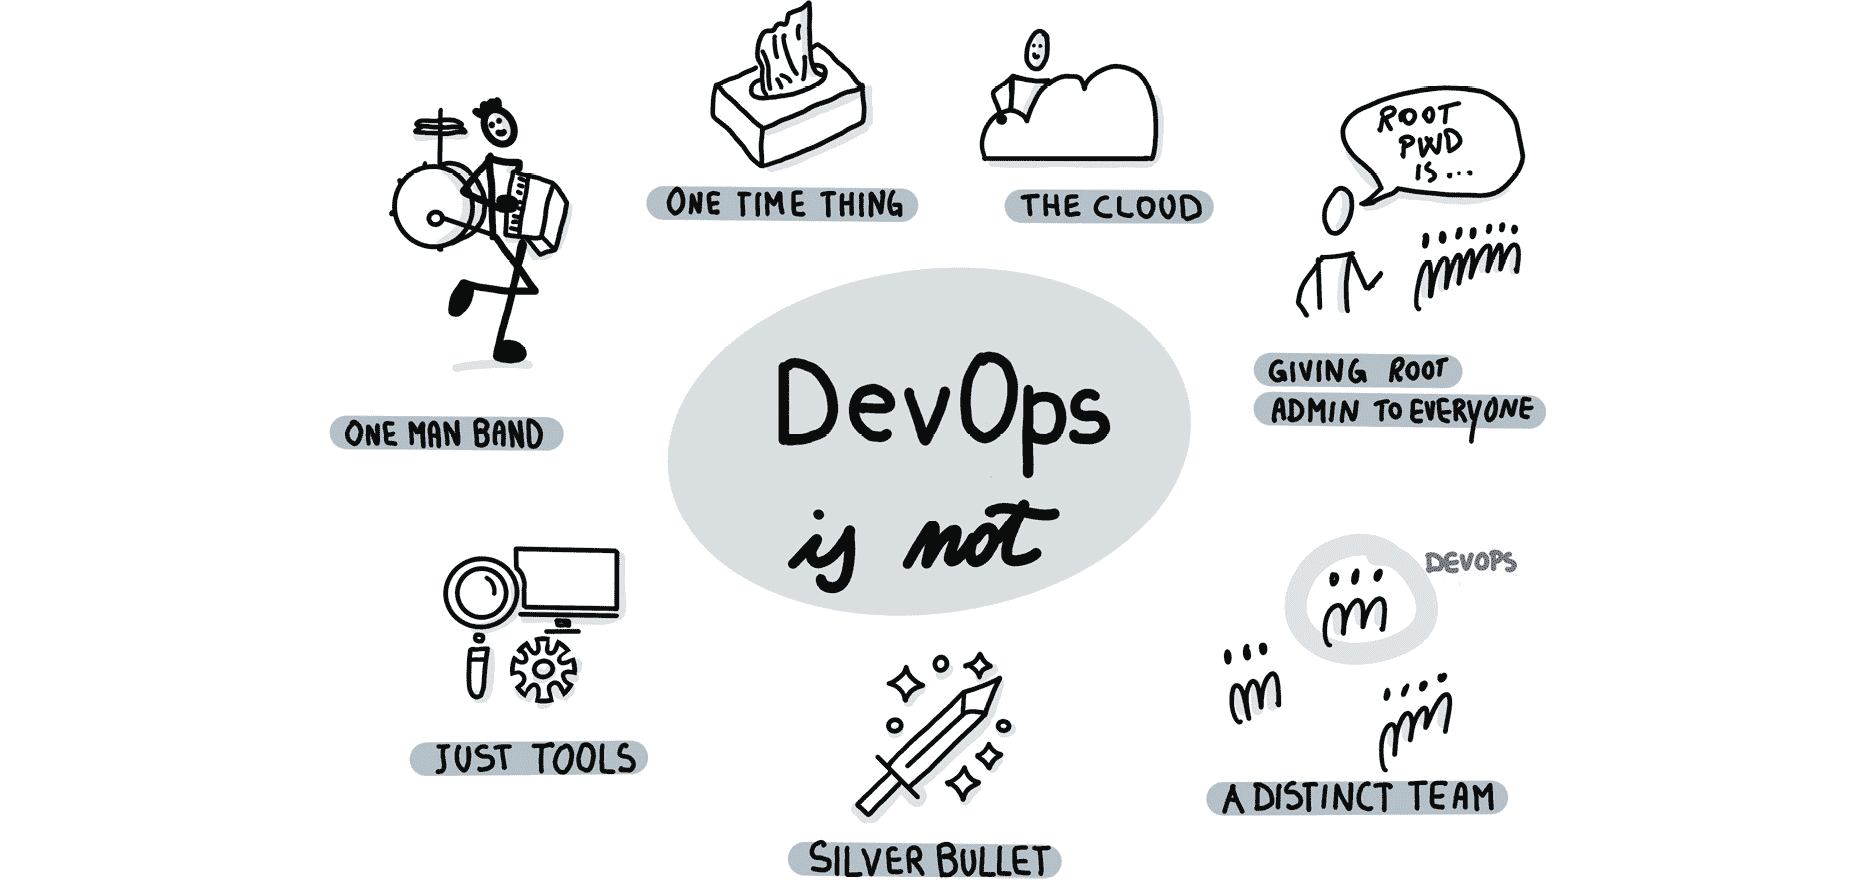 ONE TIME THING
THE CLOUD
ROOT
PWD
IS...
GIVING ROOT
ADMIN TO EVERYONE
ONE MAN BAND
DevOps
is not
DEVOPS
JUST TOOLS
A DISTINCT TEAM
SILVER BULLET